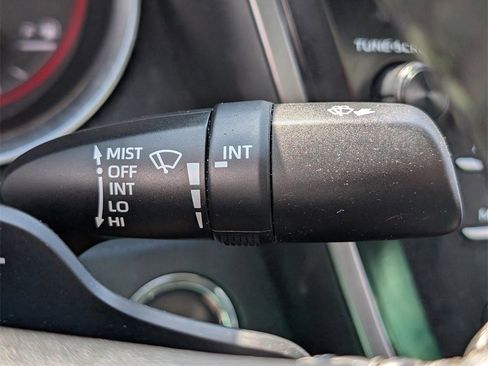 TUNE·SCR
MIST
OFF
INT
LO
HI
INT
M